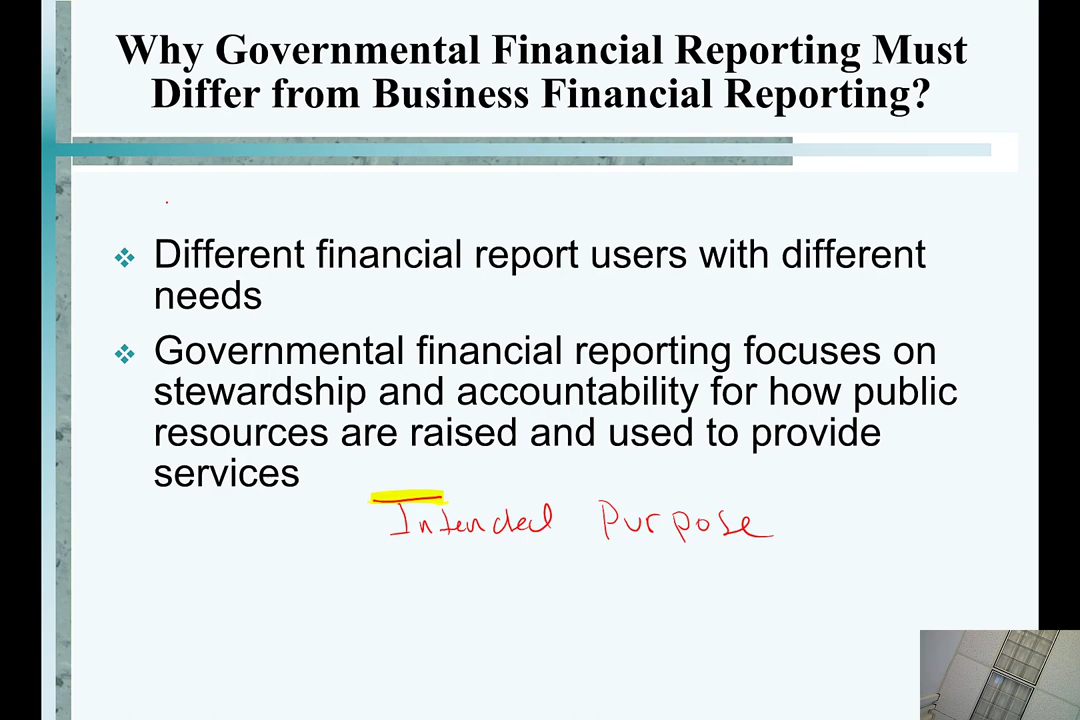 Why Governmental Financial Reporting Must
Differ from Business Financial Reporting?
Different financial report users with different
needs
Governmental financial reporting focuses on
stewardship and accountability for how public
resources are raised and used to provide
services
Intended Purpose